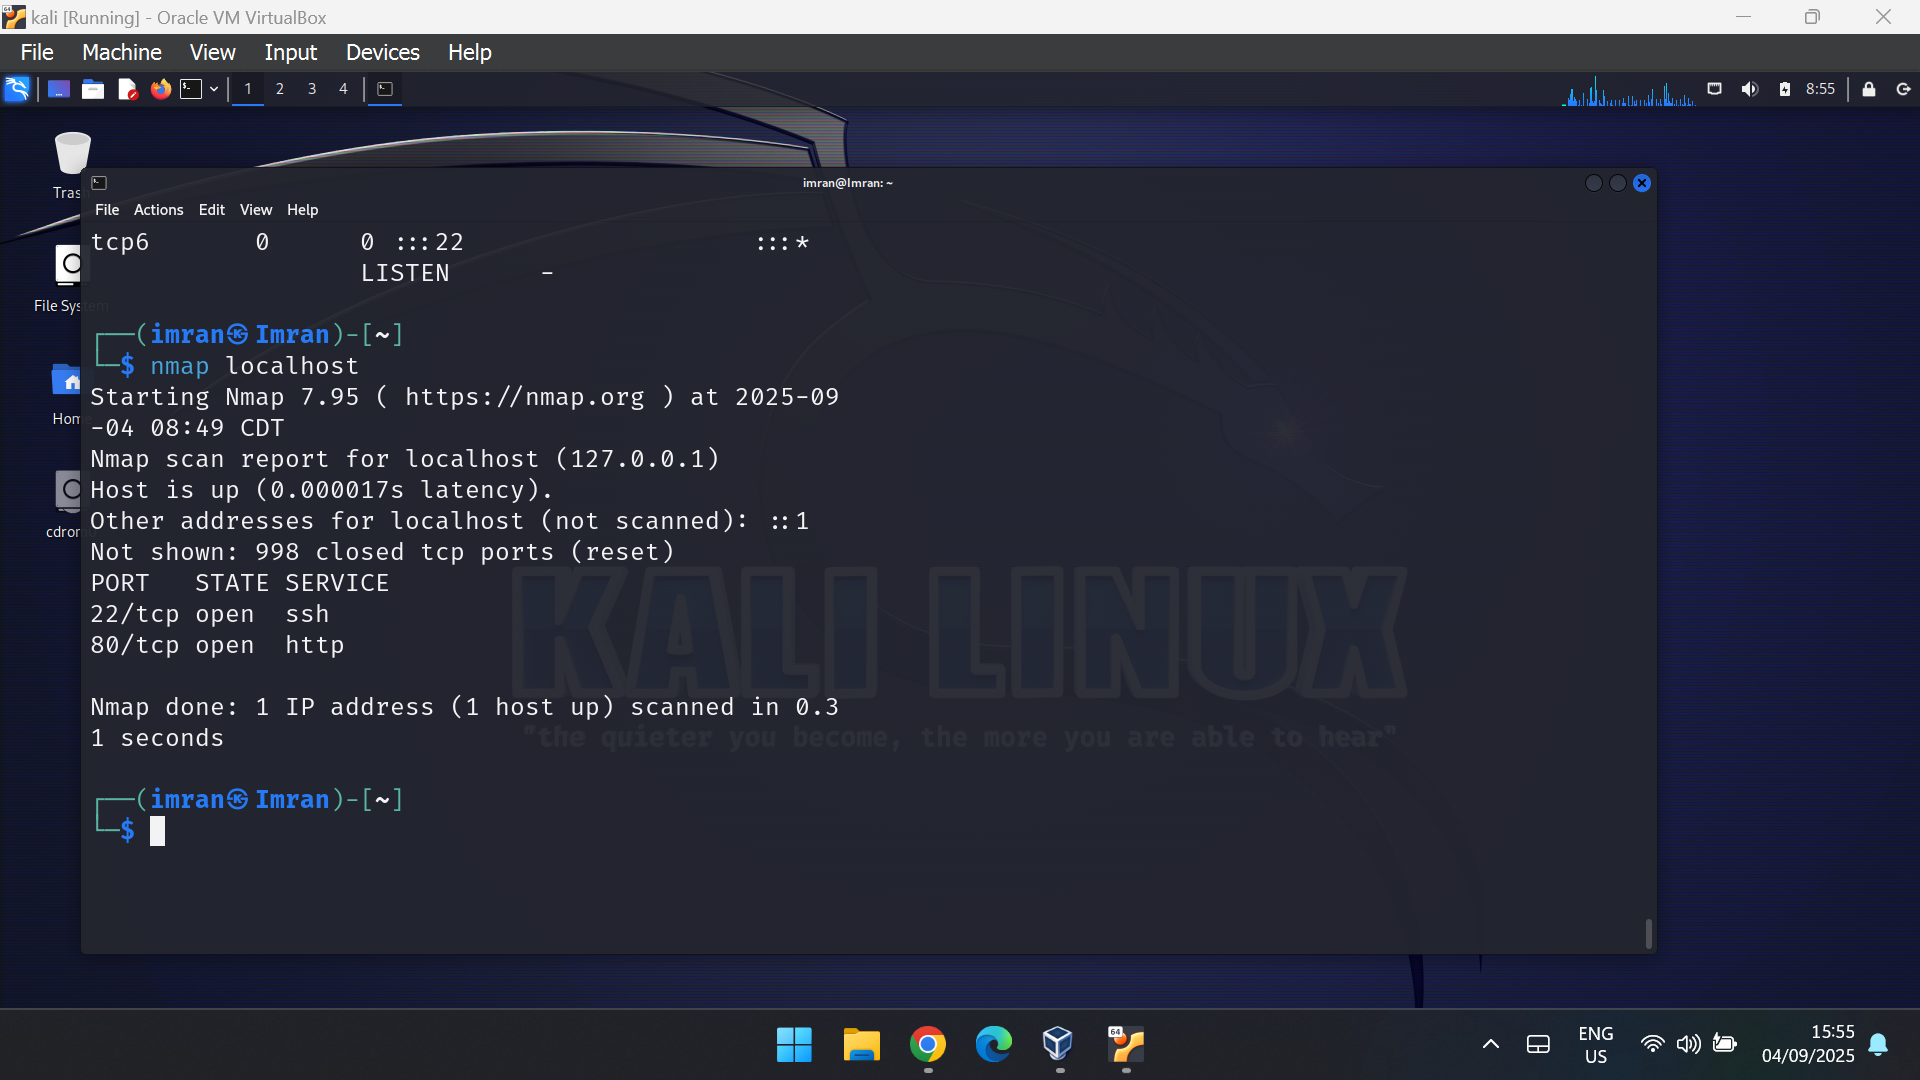 kali [Running] - Oracle VM VirtualBox
File Machine View Input Devices Help
1 2 3 4
8:55
Trash
File System
Home
imran@Imran: ~
File Actions Edit View Help
tcp6 0 0 :::22 :::*
LISTEN -
┌──(imran㉿Imran)-[~]
└─$ nmap localhost
Starting Nmap 7.95 ( https://nmap.org ) at 2025-09
-04 08:49 CDT
Nmap scan report for localhost (127.0.0.1)
Host is up (0.000017s latency).
Other addresses for localhost (not scanned): ::1
Not shown: 998 closed tcp ports (reset)
PORT STATE SERVICE
22/tcp open ssh
80/tcp open http
Nmap done: 1 IP address (1 host up) scanned in 0.3
1 seconds
┌──(imran㉿Imran)-[~]
└─$
KALI LINUX
"the quieter you become, the more you are able to hear"
64
ENG
US
15:55
04/09/2025